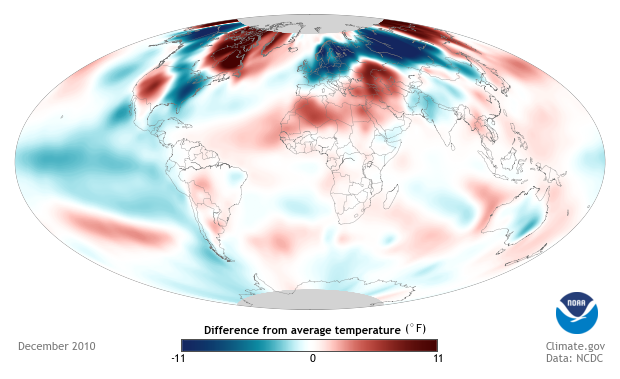 NOAA
Difference from average temperature (°F)
December 2010
-11
0
11
Climate.gov
Data: NCDC